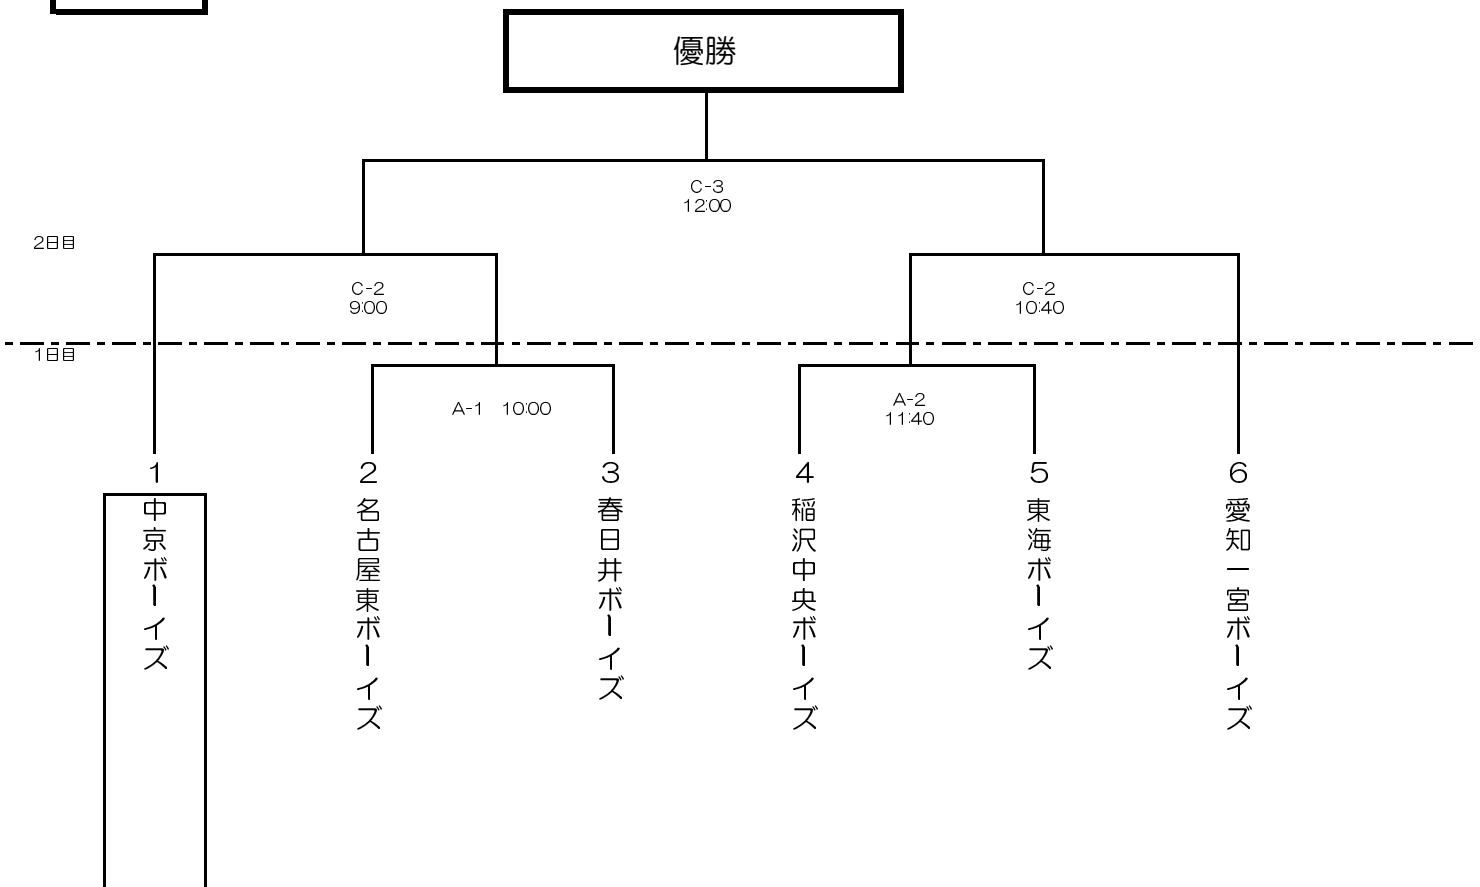 優勝
C-3
12:00
2日目
C-2
9:00
C-2
10:40
1日目
A-1　10:00
A-2
11:40
1
2
3
4
5
6
中京ボーイズ
名古屋東ボーイズ
春日井ボーイズ
稲沢中央ボーイズ
東海ボーイズ
愛知一宮ボーイズ